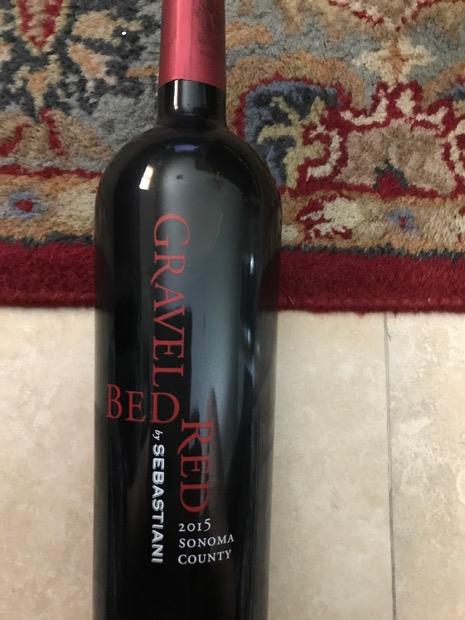 GRAVEL
BED RED
by SEBASTIANI
2015
SONOMA
COUNTY